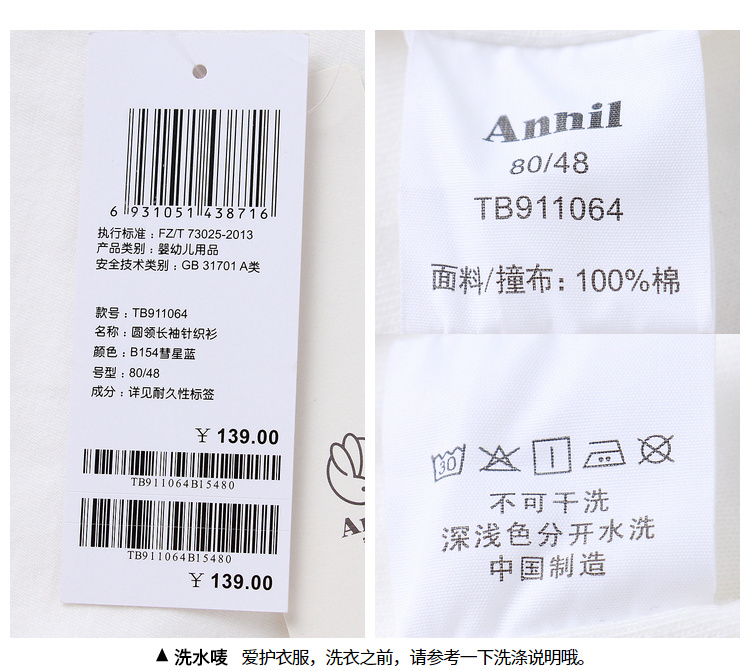 6 931051 438716
执行标准：FZ/T 73025-2013
产品类别：婴幼儿用品
安全技术类别：GB 31701 A类
款号：TB911064
名称：圆领长袖针织衫
颜色：B154彗星蓝
号型：80/48
成分：详见耐久性标签
￥ 139.00
TB911064B15480
TB911064B15480
￥ 139.00
Annil
80/48
TB911064
面料/撞布：100%棉
30
不可干洗
深浅色分开水洗
中国制造
▲ 洗水唛 爱护衣服，洗衣之前，请参考一下洗涤说明哦。